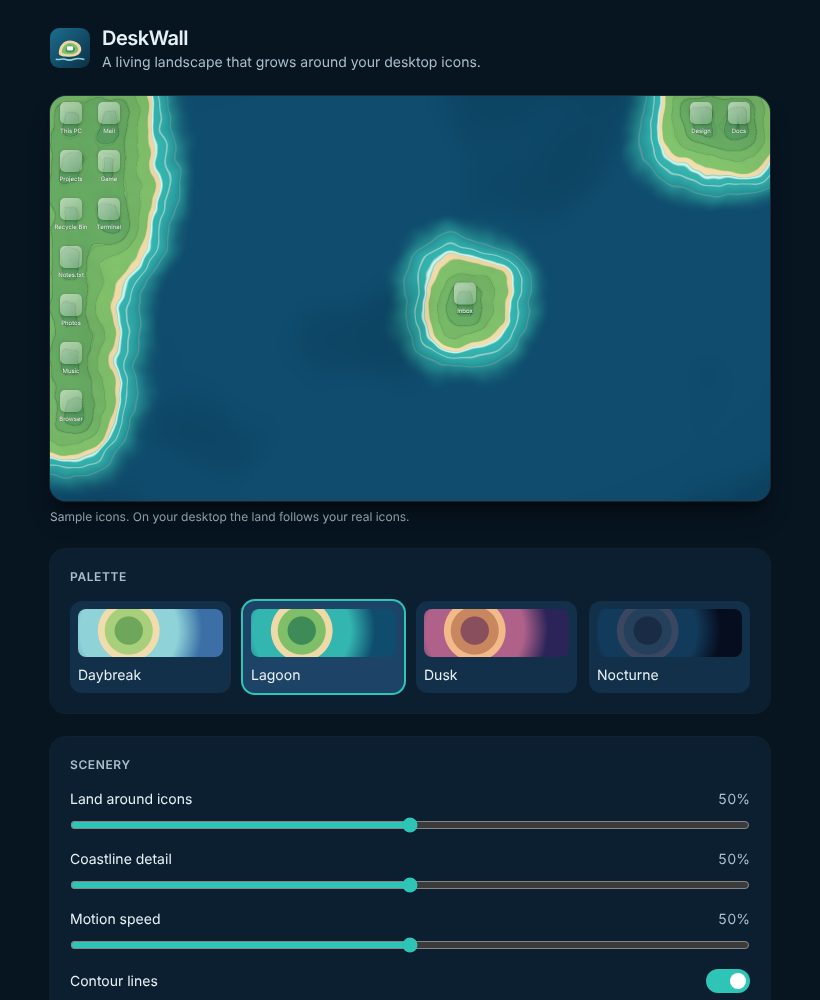 DeskWall
A living landscape that grows around your desktop icons.
This PC
Mail
Design
Docs
Projects
Game
Recycle Bin
Terminal
Notes.txt
Inbox
Photos
Music
Browser
Sample icons. On your desktop the land follows your real icons.
PALETTE
Daybreak
Lagoon
Dusk
Nocturne
SCENERY
Land around icons 50%
Coastline detail 50%
Motion speed 50%
Contour lines